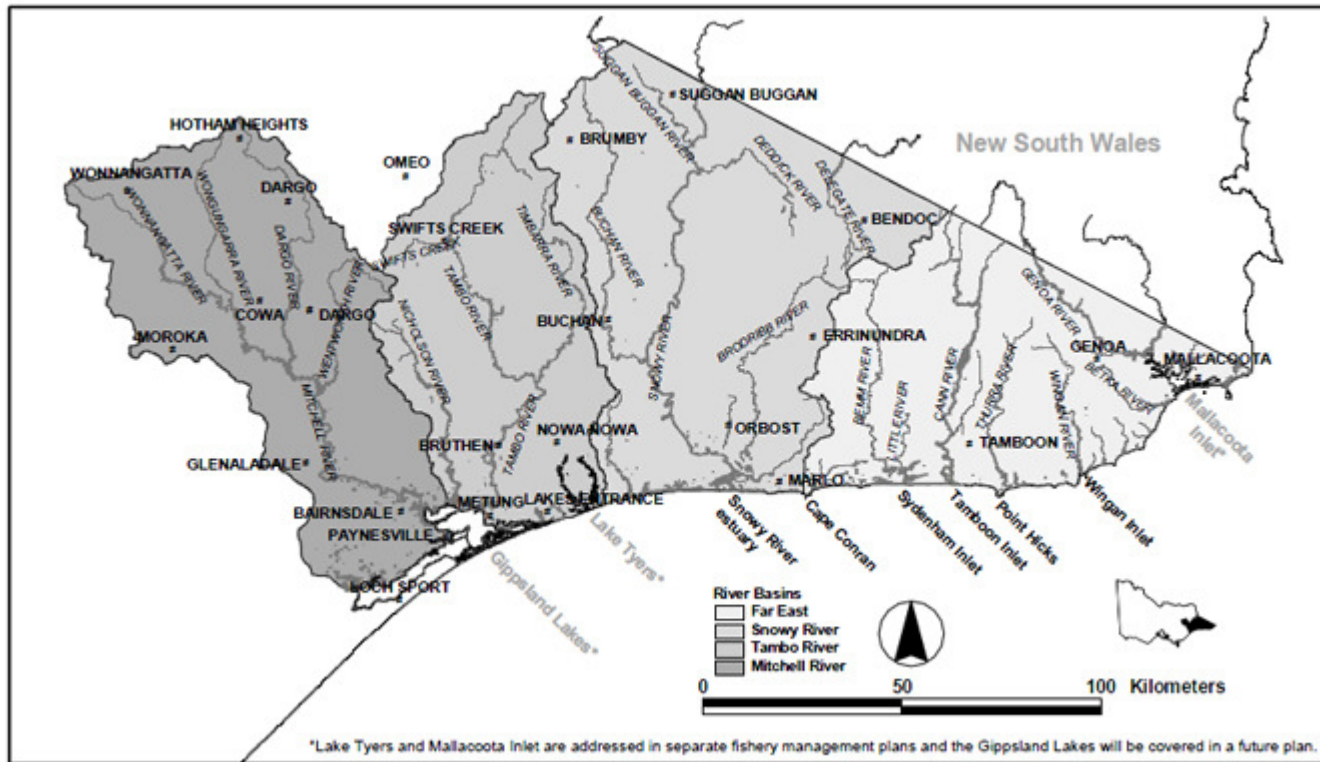 New South Wales
SUGGAN BUGGAN
SUGGAN BUGGAN RIVER
HOTHAM HEIGHTS
BRUMBY
OMEO
WONNANGATTA
WONNANGATTA RIVER
WONGUNGARRA RIVER
DARGO
DARGO RIVER
DEDDICK RIVER
DELEGATE RIVER
BENDOC
SWIFTS CREEK
SWIFTS CREEK
TIMBARRA RIVER
BUCHAN RIVER
TAMBO RIVER
NICHOLSON RIVER
WENTWORTH RIVER
COWA
DARGO
MOROKA
BUCHAN
SNOWY RIVER
BRODRIBB RIVER
ERRINUNDRA
GENOA RIVER
GENOA
MALLACOOTA
BETKA RIVER
Mallacoota
Inlet*
BEMM RIVER
LITTLE RIVER
CANN RIVER
THURRA RIVER
WINGAN RIVER
MITCHELL RIVER
BRUTHEN
TAMBO RIVER
NOWA NOWA
ORBOST
TAMBOON
GLENALADALE
BAIRNSDALE
PAYNESVILLE
METUNG
LAKES ENTRANCE
MARLO
LOCH SPORT
Gippsland Lakes*
Lake Tyers*
Snowy River
estuary
Cape Conran
Sydenham Inlet
Tamboon Inlet
Point Hicks
Wingan Inlet
River Basins
Far East
Snowy River
Tambo River
Mitchell River
0 50 100 Kilometers
*Lake Tyers and Mallacoota Inlet are addressed in separate fishery management plans and the Gippsland Lakes will be covered in a future plan.